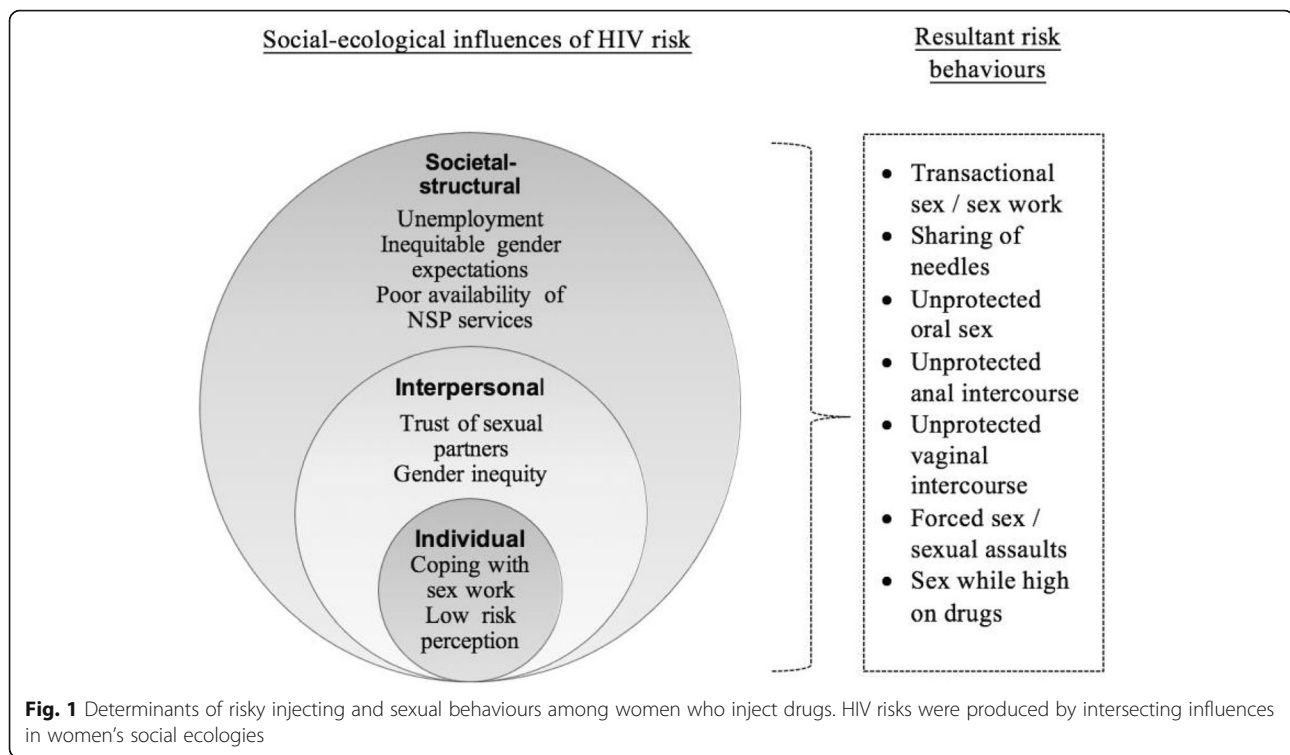 Social-ecological influences of HIV risk
Resultant risk
behaviours
Societal-
structural
Unemployment
Inequitable gender
expectations
Poor availability of
NSP services
Interpersonal
Trust of sexual
partners
Gender inequity
Individual
Coping with
sex work
Low risk
perception
• Transactional
sex / sex work
• Sharing of
needles
• Unprotected
oral sex
• Unprotected
anal intercourse
• Unprotected
vaginal
intercourse
• Forced sex /
sexual assaults
• Sex while high
on drugs
Fig. 1 Determinants of risky injecting and sexual behaviours among women who inject drugs. HIV risks were produced by intersecting influences
in women's social ecologies